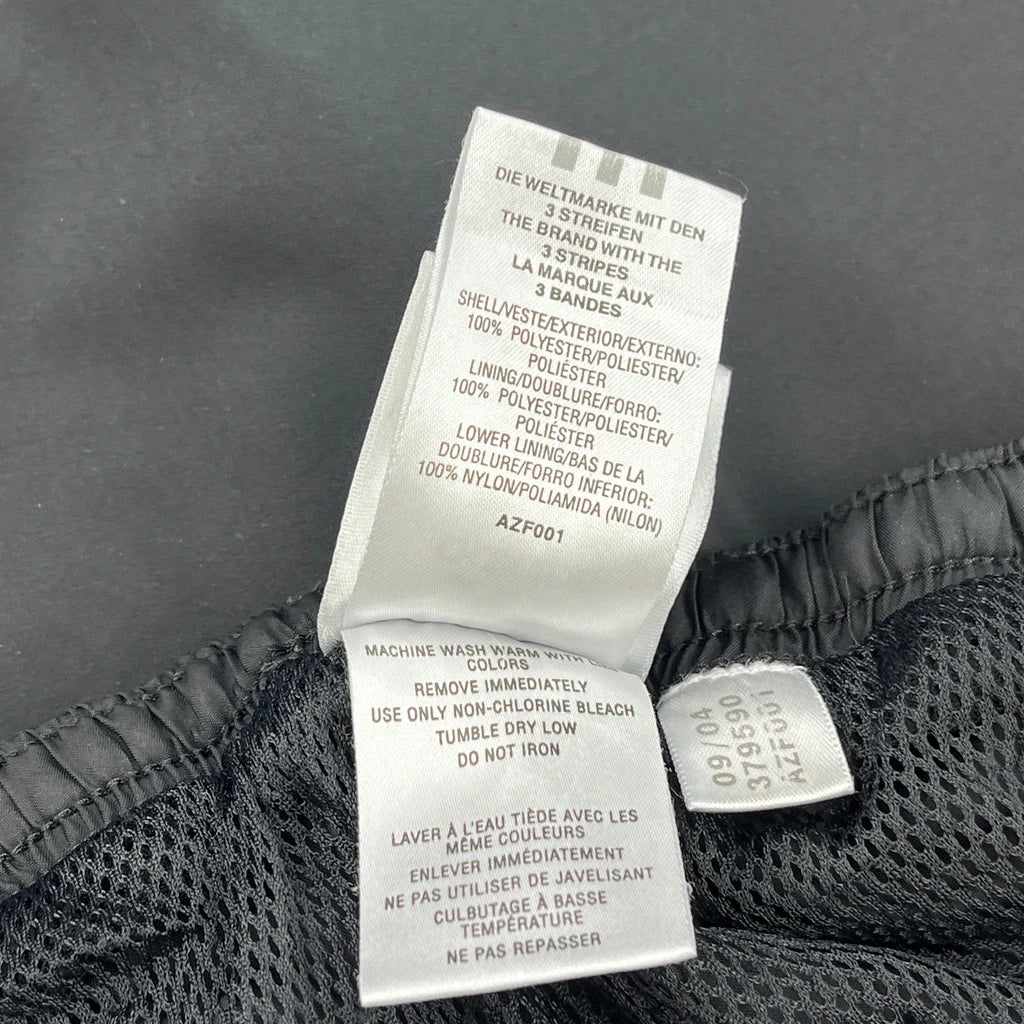 DIE WELTMARKE MIT DEN
3 STREIFEN
THE BRAND WITH THE
3 STRIPES
LA MARQUE AUX
3 BANDES
SHELL/VESTE/EXTERIOR/EXTERNO:
100% POLYESTER/POLIESTER/
POLIÉSTER
LINING/DOUBLURE/FORRO:
100% POLYESTER/POLIESTER/
POLIÉSTER
LOWER LINING/BAS DE LA
DOUBLURE/FORRO INFERIOR:
100% NYLON/POLIAMIDA (NILON)
AZF001
MACHINE WASH WARM WITH
COLORS
REMOVE IMMEDIATELY
USE ONLY NON-CHLORINE BLEACH
TUMBLE DRY LOW
DO NOT IRON
LAVER À L'EAU TIÈDE AVEC LES
MÊME COULEURS
ENLEVER IMMÉDIATEMENT
NE PAS UTILISER DE JAVELISANT
CULBUTAGE À BASSE
TEMPÉRATURE
NE PAS REPASSER
09/04
379590
AZF001